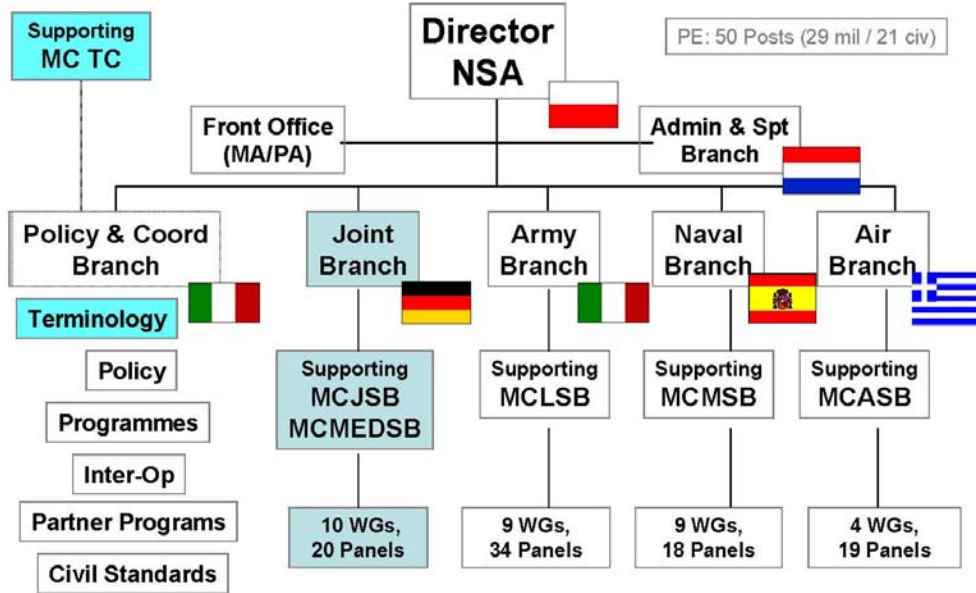 Supporting
MC TC
Director
NSA
PE: 50 Posts (29 mil / 21 civ)
Front Office
(MA/PA)
Admin & Spt
Branch
Policy & Coord
Branch
Joint
Branch
Army
Branch
Naval
Branch
Air
Branch
Terminology
Policy
Programmes
Inter-Op
Partner Programs
Civil Standards
Supporting
MCJSB
MCMEDSB
Supporting
MCLSB
Supporting
MCMSB
Supporting
MCASB
10 WGs,
20 Panels
9 WGs,
34 Panels
9 WGs,
18 Panels
4 WGs,
19 Panels